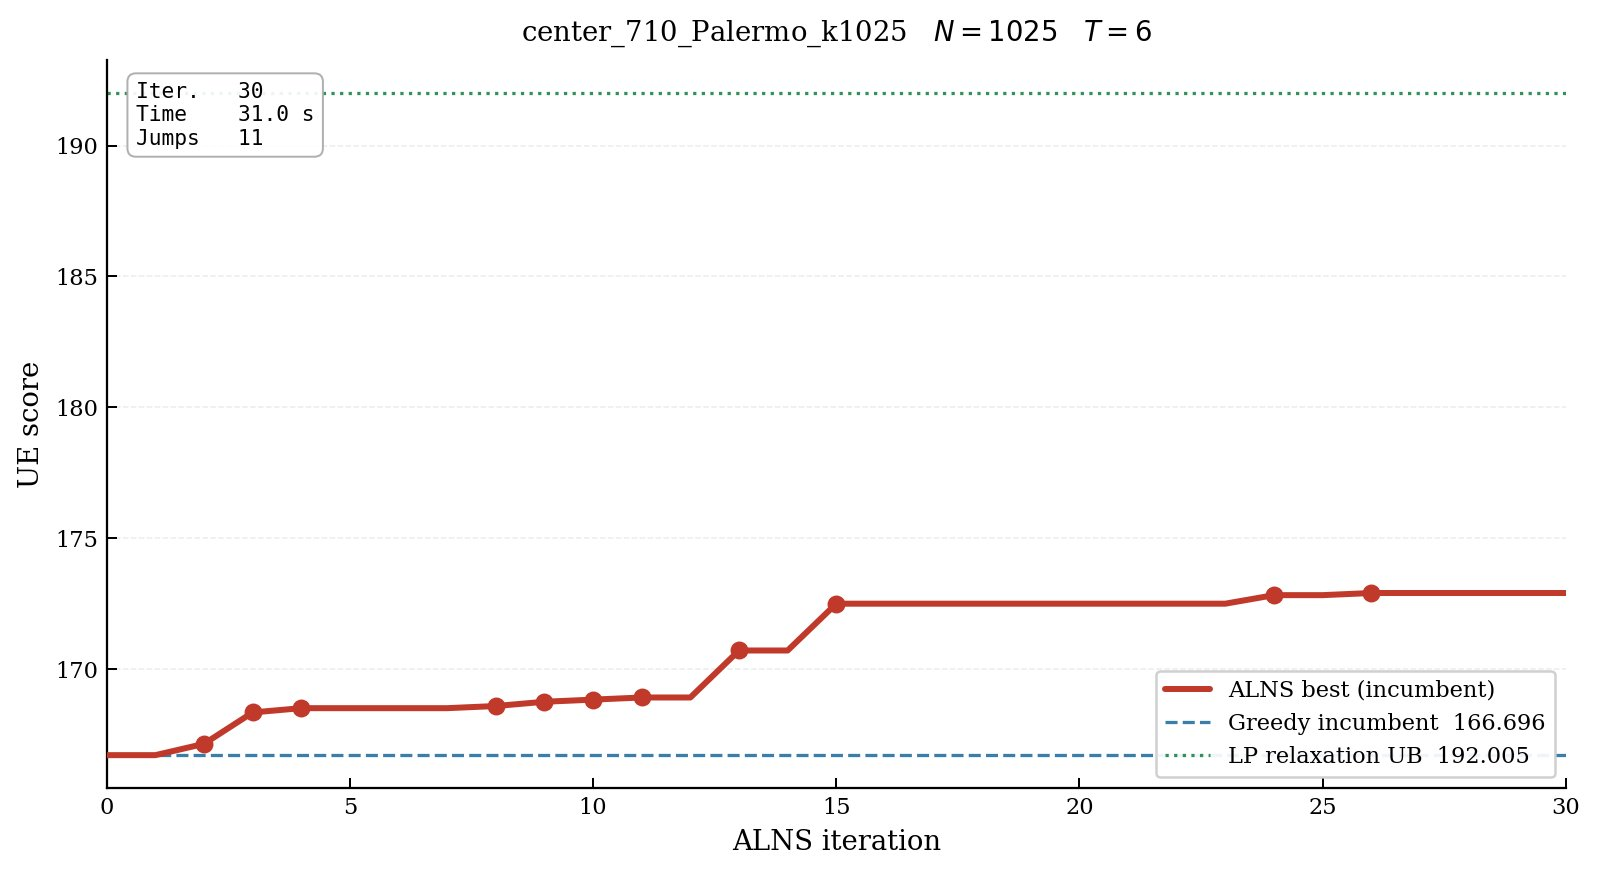 center_710_Palermo_k1025 N = 1025 T = 6
Iter. 30
Time 31.0 s
Jumps 11
UE score
190
185
180
175
170
ALNS best (incumbent)
Greedy incumbent 166.696
LP relaxation UB 192.005
0 5 10 15 20 25 30
ALNS iteration